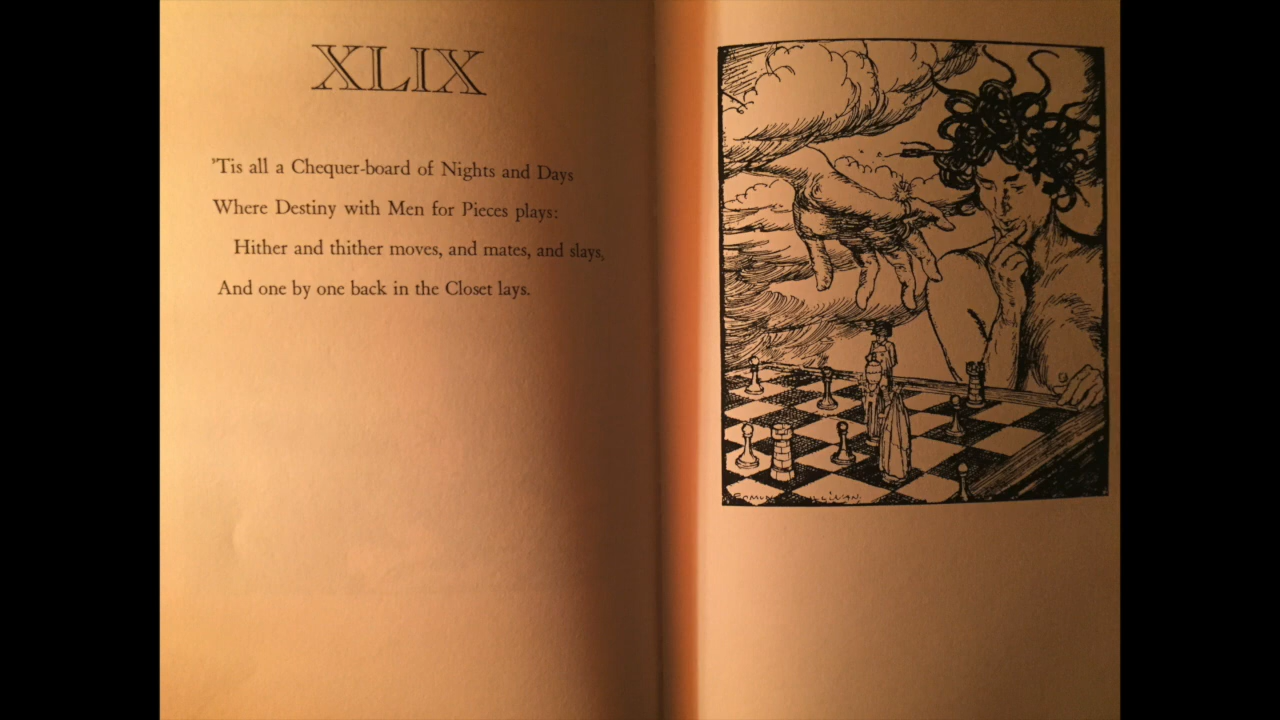 XLIX
’Tis all a Chequer-board of Nights and Days
Where Destiny with Men for Pieces plays:
Hither and thither moves, and mates, and slays,
And one by one back in the Closet lays.